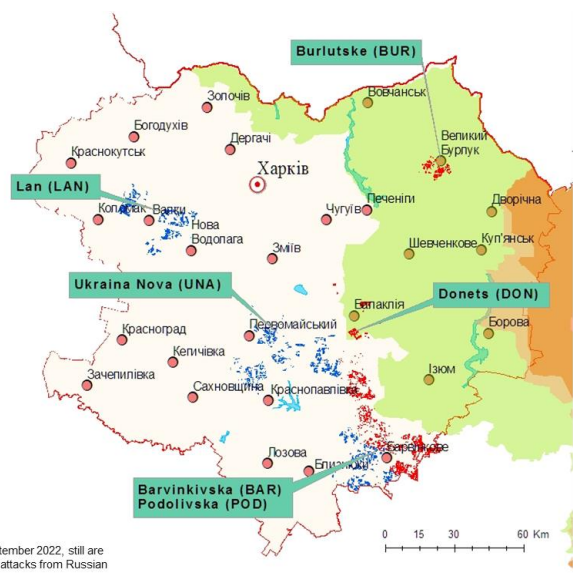 Burlutske (BUR)
Золочів
Вовчанськ
Богодухів
Дергачі
Великий
Бурлук
Краснокутськ
Харків
Lan (LAN)
Коломак
Валки
Нова
Водолага
Чугуїв
Печеніги
Дворічна
Шевченкове
Куп'янськ
Зміїв
Ukraina Nova (UNA)
Donets (DON)
Балаклія
Первомайський
Борова
Красноград
Кегичівка
Зачепилівка
Сахновщина
Краснопавлівка
Ізюм
Лозова
Близнюки
Барвінкове
Barvinkivska (BAR)
Podolivska (POD)
0 15 30 60 Km
tember 2022, still are
attacks from Russian